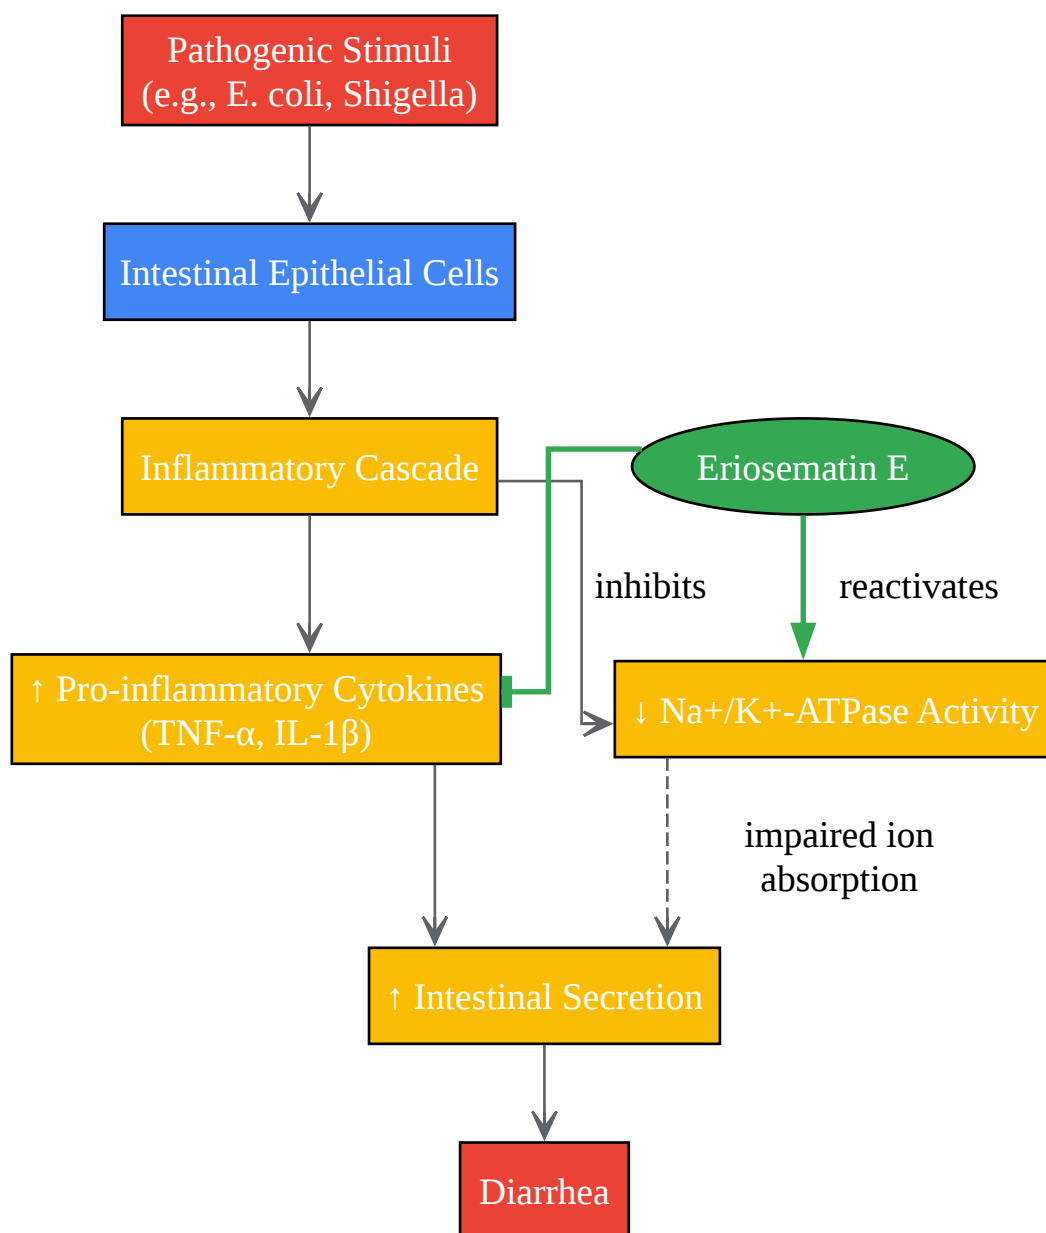 Pathogenic Stimuli
(e.g., E. coli, Shigella)
Intestinal Epithelial Cells
Inflammatory Cascade
Eriosematin E
inhibits
reactivates
↑ Pro-inflammatory Cytokines
(TNF-α, IL-1β)
↓ Na+/K+-ATPase Activity
impaired ion
absorption
↑ Intestinal Secretion
Diarrhea